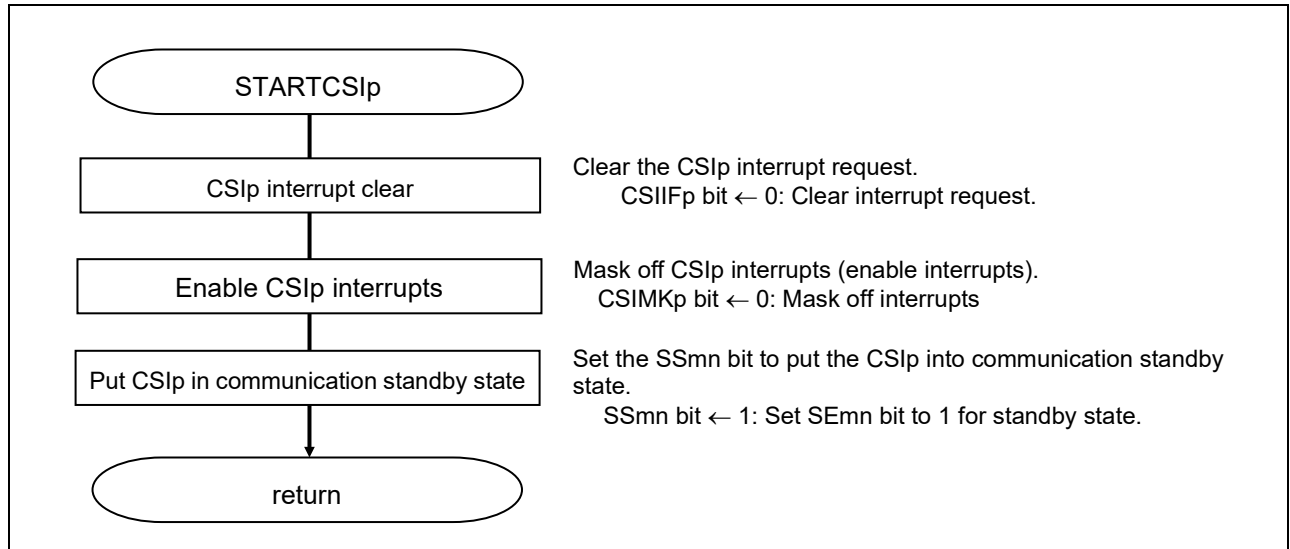 STARTCSIp
CSIp interrupt clear
Clear the CSIp interrupt request.
CSIIFp bit ← 0: Clear interrupt request.
Enable CSIp interrupts
Mask off CSIp interrupts (enable interrupts).
CSIMKp bit ← 0: Mask off interrupts
Put CSIp in communication standby state
Set the SSmn bit to put the CSIp into communication standby
state.
SSmn bit ← 1: Set SEmn bit to 1 for standby state.
return